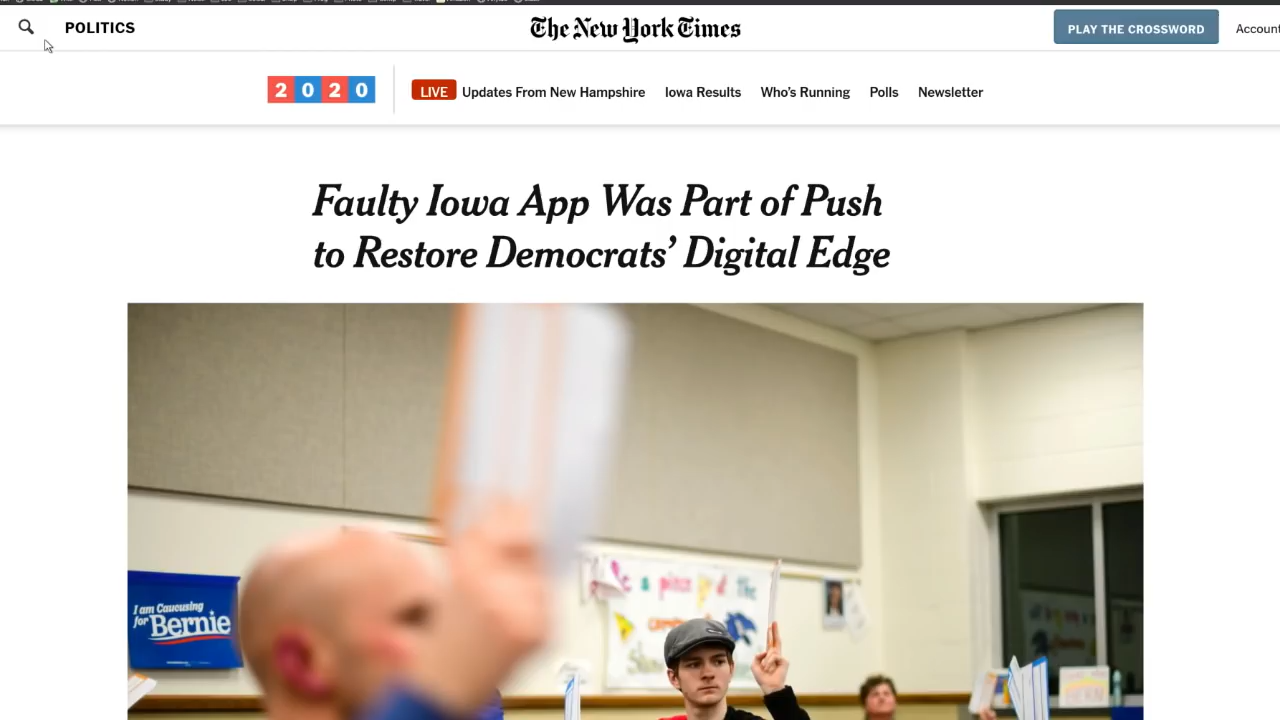 POLITICS
The New York Times
PLAY THE CROSSWORD
Account
2020
LIVE Updates From New Hampshire Iowa Results Who's Running Polls Newsletter
Faulty Iowa App Was Part of Push
to Restore Democrats' Digital Edge
I am Caucusing
for Bernie